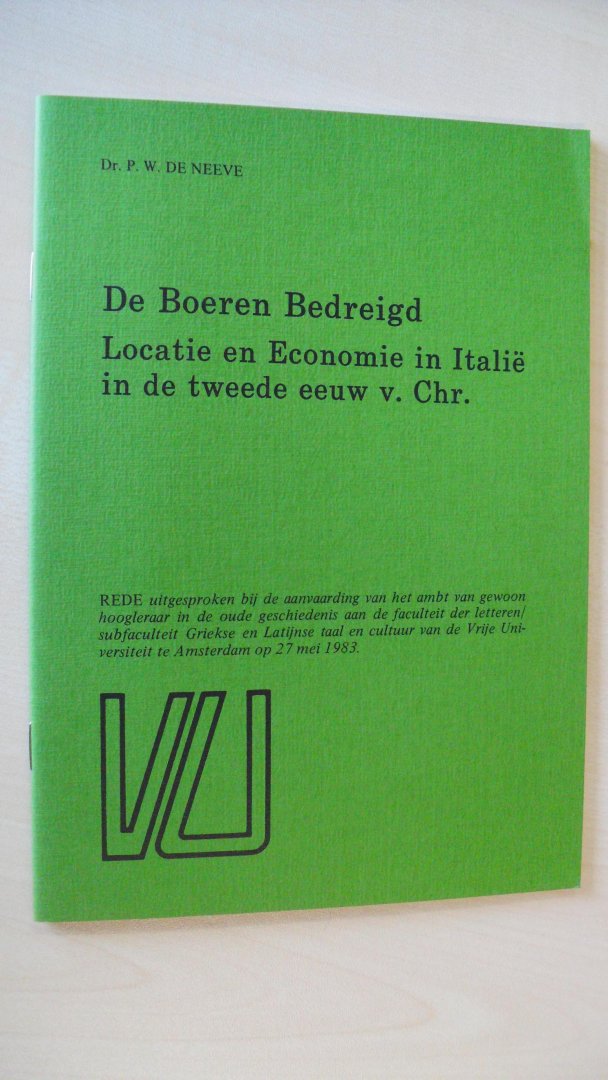 Dr. P. W. DE NEEVE
De Boeren Bedreigd
Locatie en Economie in Italië
in de tweede eeuw v. Chr.
REDE uitgesproken bij de aanvaarding van het ambt van gewoon
hoogleraar in de oude geschiedenis aan de faculteit der letteren/
subfaculteit Griekse en Latijnse taal en cultuur van de Vrije Uni-
versiteit te Amsterdam op 27 mei 1983.
VU